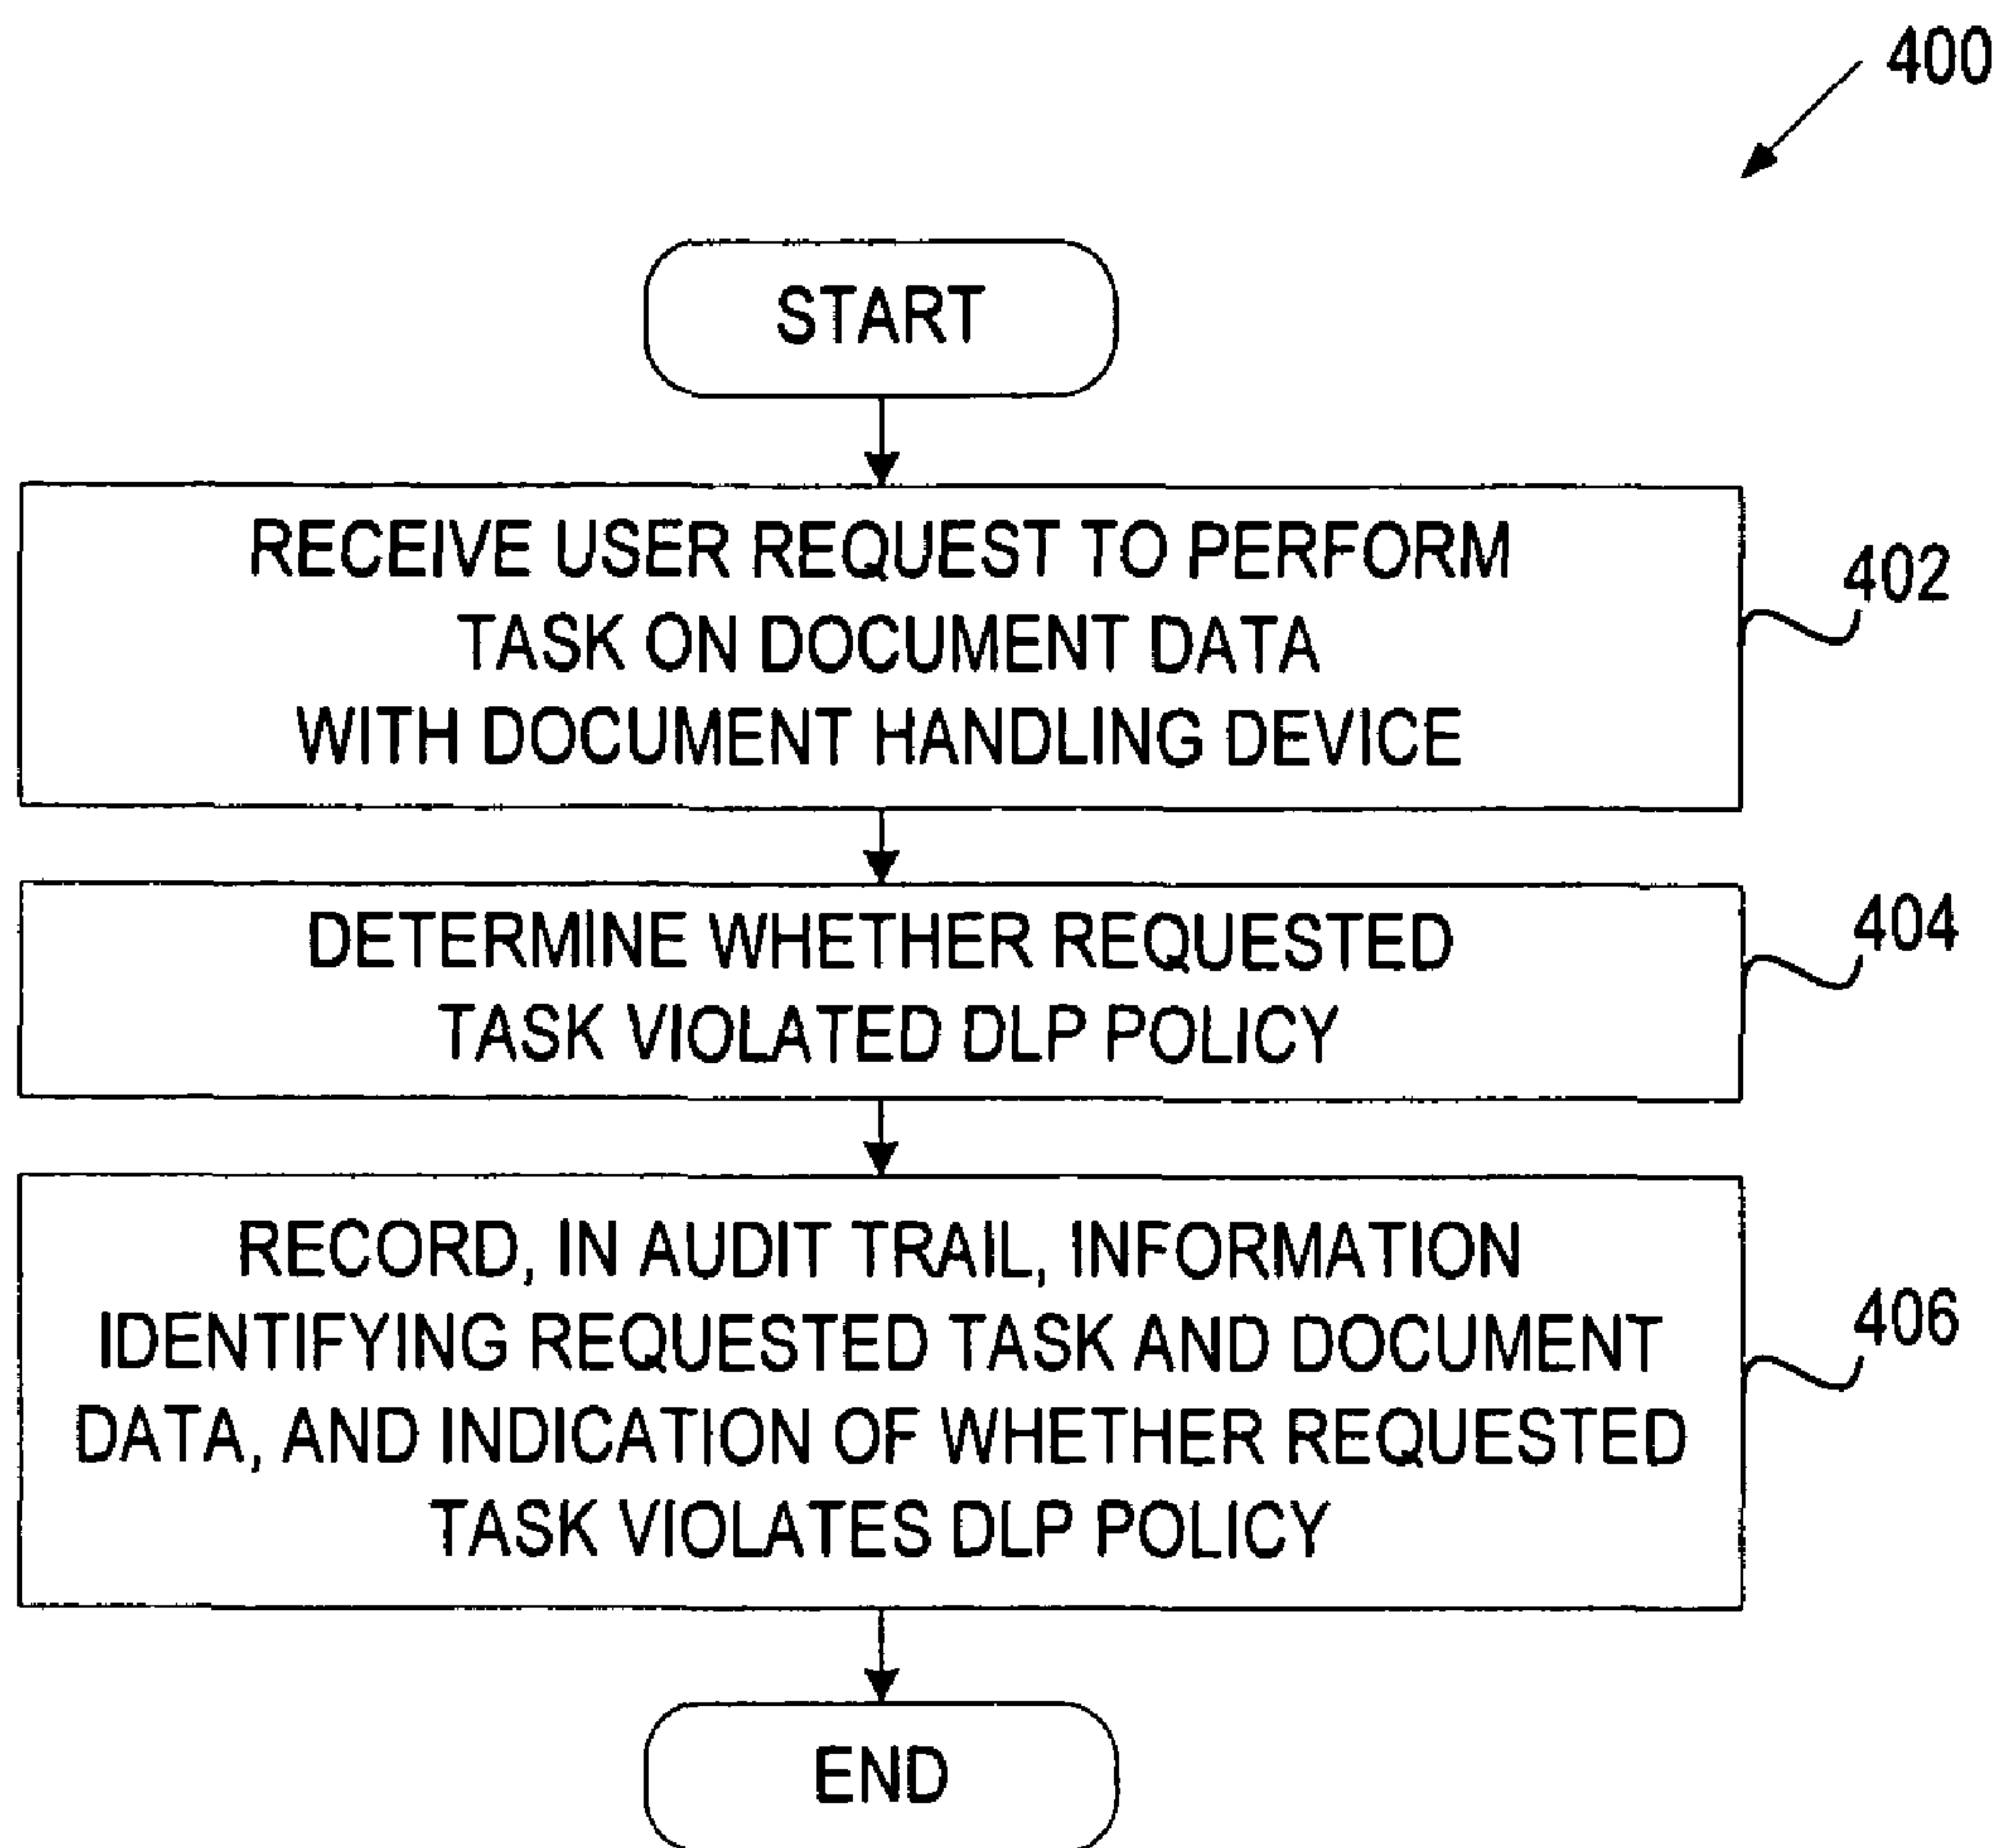 400
START
RECEIVE USER REQUEST TO PERFORM
TASK ON DOCUMENT DATA
WITH DOCUMENT HANDLING DEVICE
402
DETERMINE WHETHER REQUESTED
TASK VIOLATED DLP POLICY
404
RECORD, IN AUDIT TRAIL, INFORMATION
IDENTIFYING REQUESTED TASK AND DOCUMENT
DATA, AND INDICATION OF WHETHER REQUESTED
TASK VIOLATES DLP POLICY
406
END